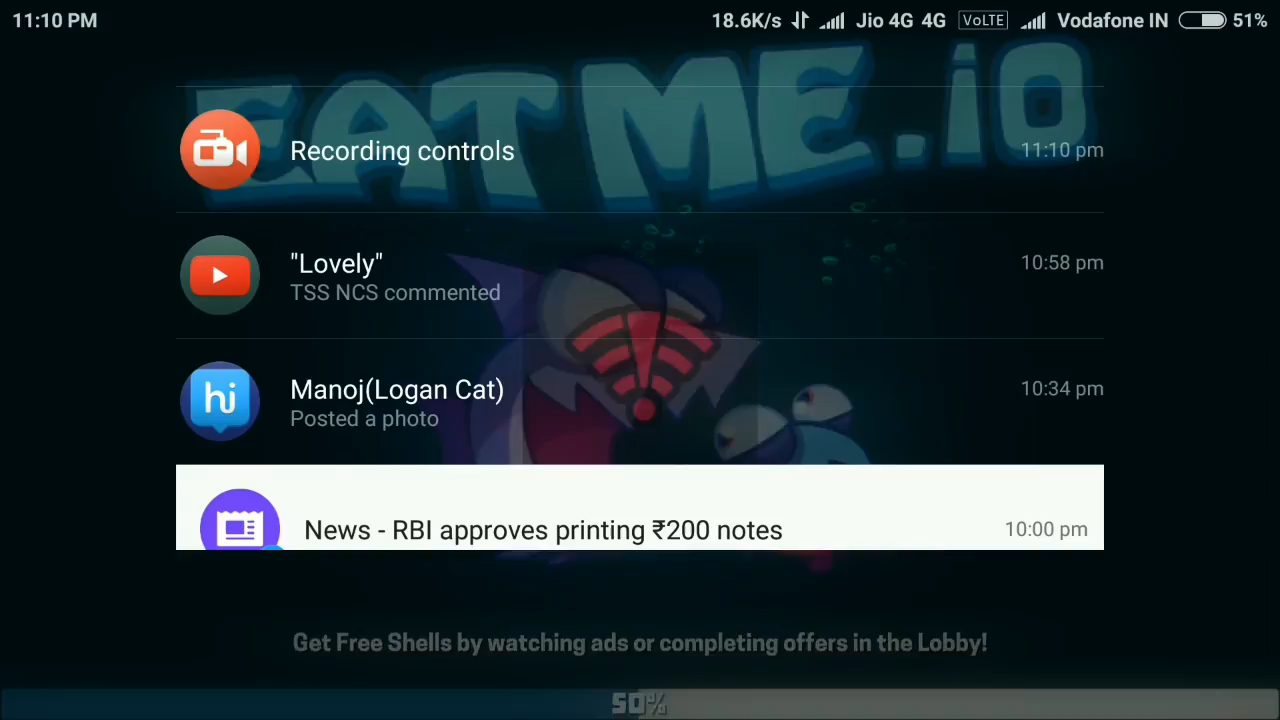 11:10 PM
18.6K/s Jio 4G 4G VoLTE Vodafone IN 51%
EATME.io
Recording controls
11:10 pm
"Lovely"
10:58 pm
TSS NCS commented
hi
Manoj(Logan Cat)
10:34 pm
Posted a photo
News - RBI approves printing ₹200 notes
10:00 pm
Get Free Shells by watching ads or completing offers in the Lobby!
50%